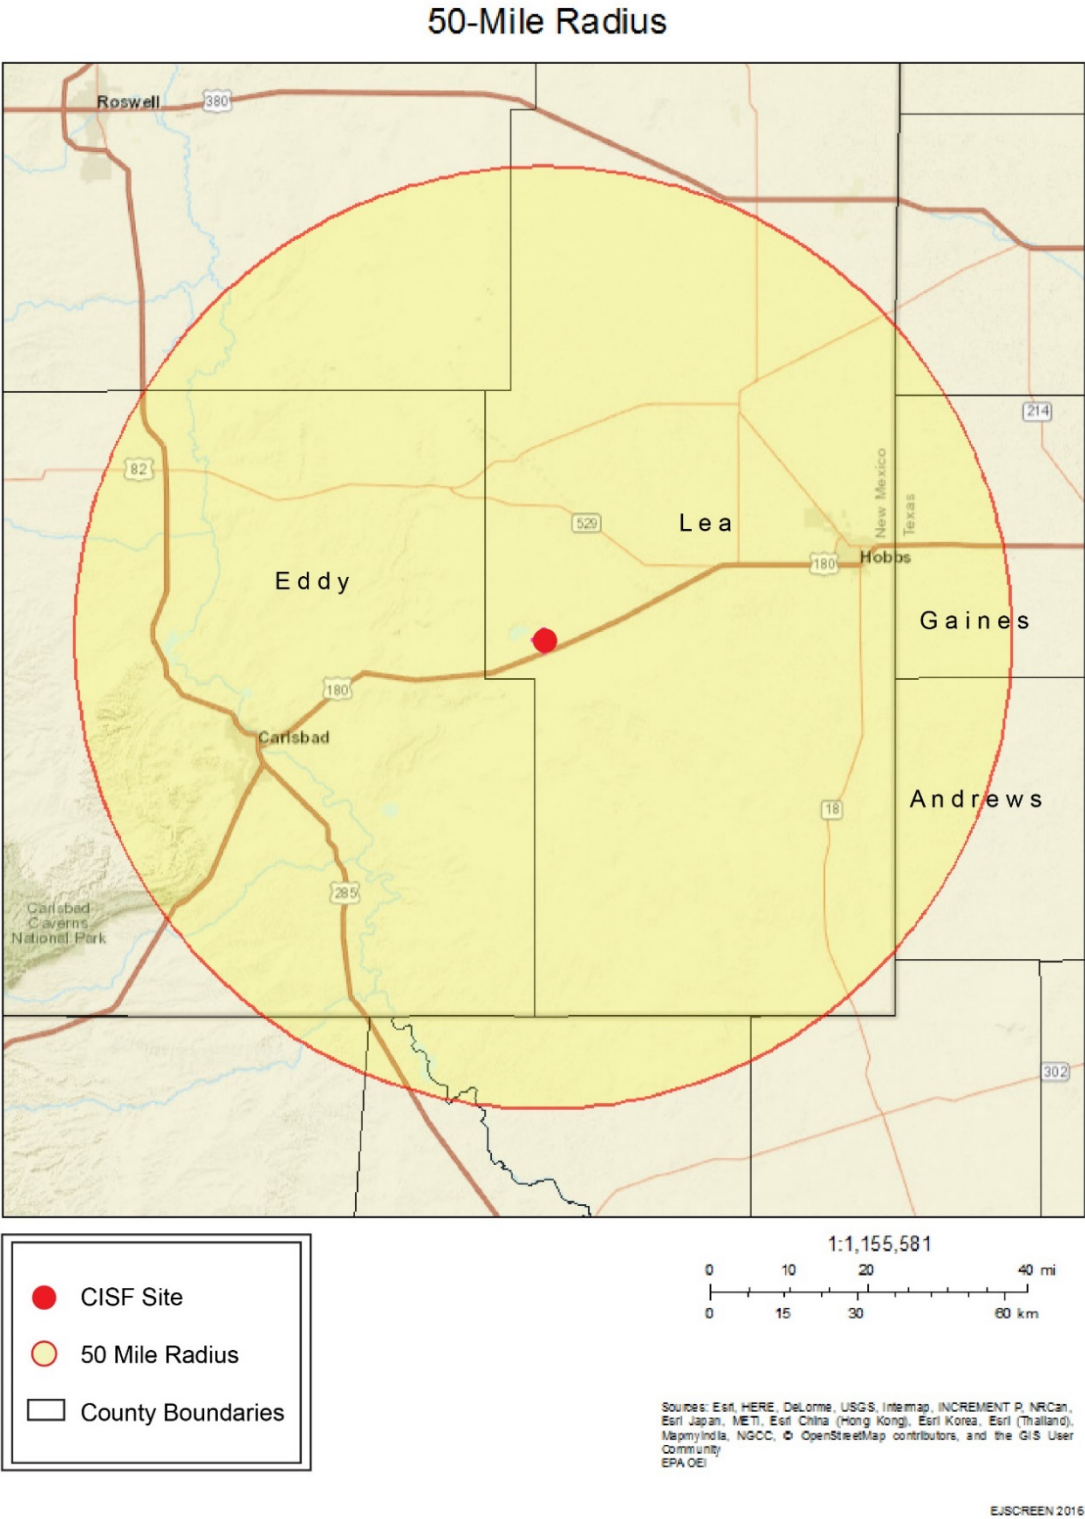 50-Mile Radius
Roswell
380
82
214
New Mexico
Texas
529
Lea
Hobbs
180
Eddy
Gaines
180
Carlsbad
Andrews
18
285
Carlsbad
Caverns
National Park
302
CISF Site
50 Mile Radius
County Boundaries
1:1,155,581
0 10 20 40 mi
0 15 30 60 km
Sources: Esri, HERE, DeLorme, USGS, Intermap, INCREMENT P, NRCan,
Esri Japan, METI, Esri China (Hong Kong), Esri Korea, Esri (Thailand),
MapmyIndia, NGCC, © OpenStreetMap contributors, and the GIS User
Community
EPA OEI
EJSCREEN 2016